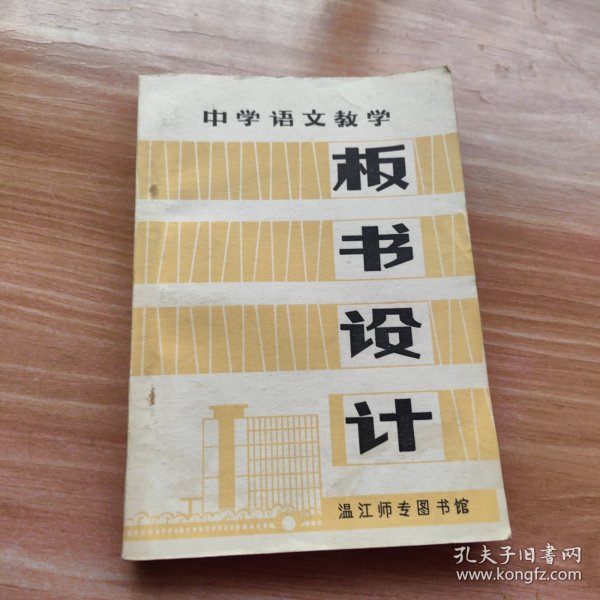 中学语文教学
板
书
设
计
温江师专图书馆
孔夫子旧书网
www.kongfz.com